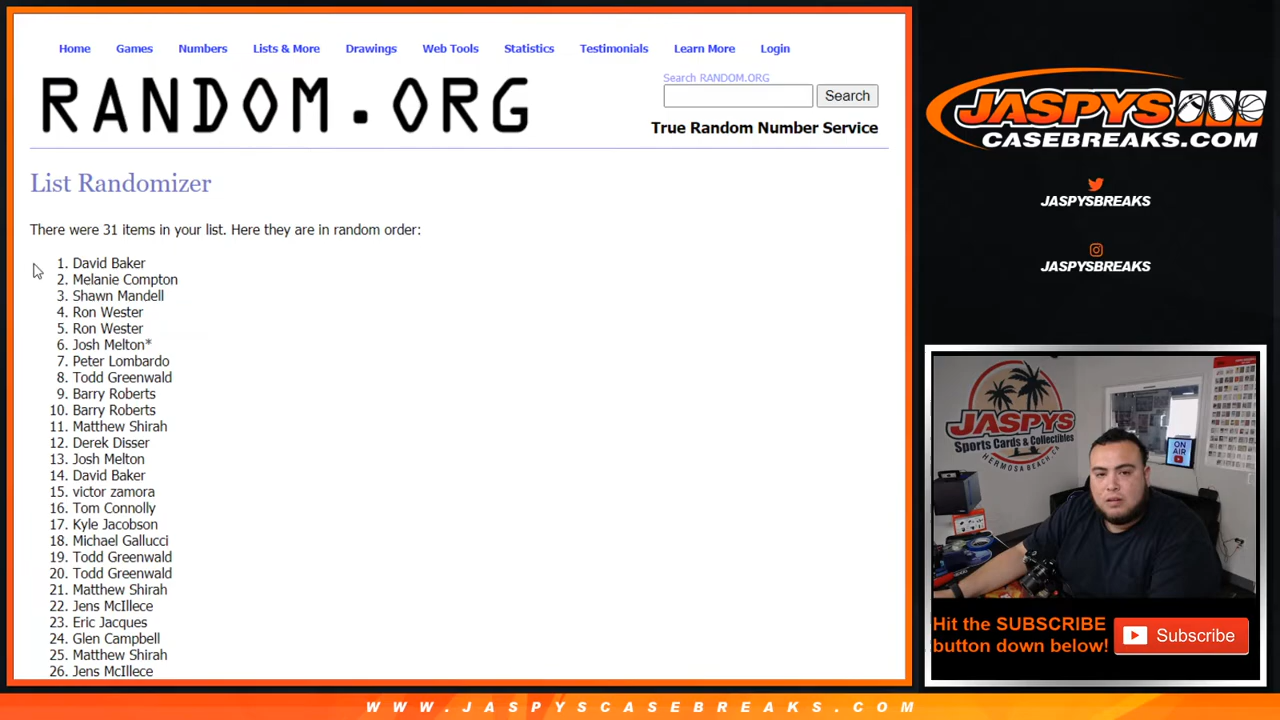 Home Games Numbers Lists & More Drawings Web Tools Statistics Testimonials Learn More Login
RANDOM.ORG
Search RANDOM.ORG
Search
True Random Number Service
List Randomizer
There were 31 items in your list. Here they are in random order:
1. David Baker
2. Melanie Compton
3. Shawn Mandell
4. Ron Wester
5. Ron Wester
6. Josh Melton*
7. Peter Lombardo
8. Todd Greenwald
9. Barry Roberts
10. Barry Roberts
11. Matthew Shirah
12. Derek Disser
13. Josh Melton
14. David Baker
15. victor zamora
16. Tom Connolly
17. Kyle Jacobson
18. Michael Gallucci
19. Todd Greenwald
20. Todd Greenwald
21. Matthew Shirah
22. Jens McIllece
23. Eric Jacques
24. Glen Campbell
25. Matthew Shirah
26. Jens McIllece
JASPYS
CASEBREAKS.COM
JASPYSBREAKS
JASPYSBREAKS
JASPYS
Sports Cards & Collectibles
HERMOSA BEACH, CA
ON
AIR
Hit the SUBSCRIBE
button down below!
Subscribe
WWW.JASPYSCASEBREAKS.COM